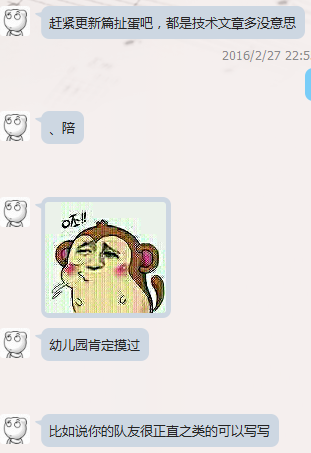 赶紧更新篇扯蛋吧，都是技术文章多没意思
2016/2/27 22:5
、陪
呸!!
幼儿园肯定摸过
比如说你的队友很正直之类的可以写写